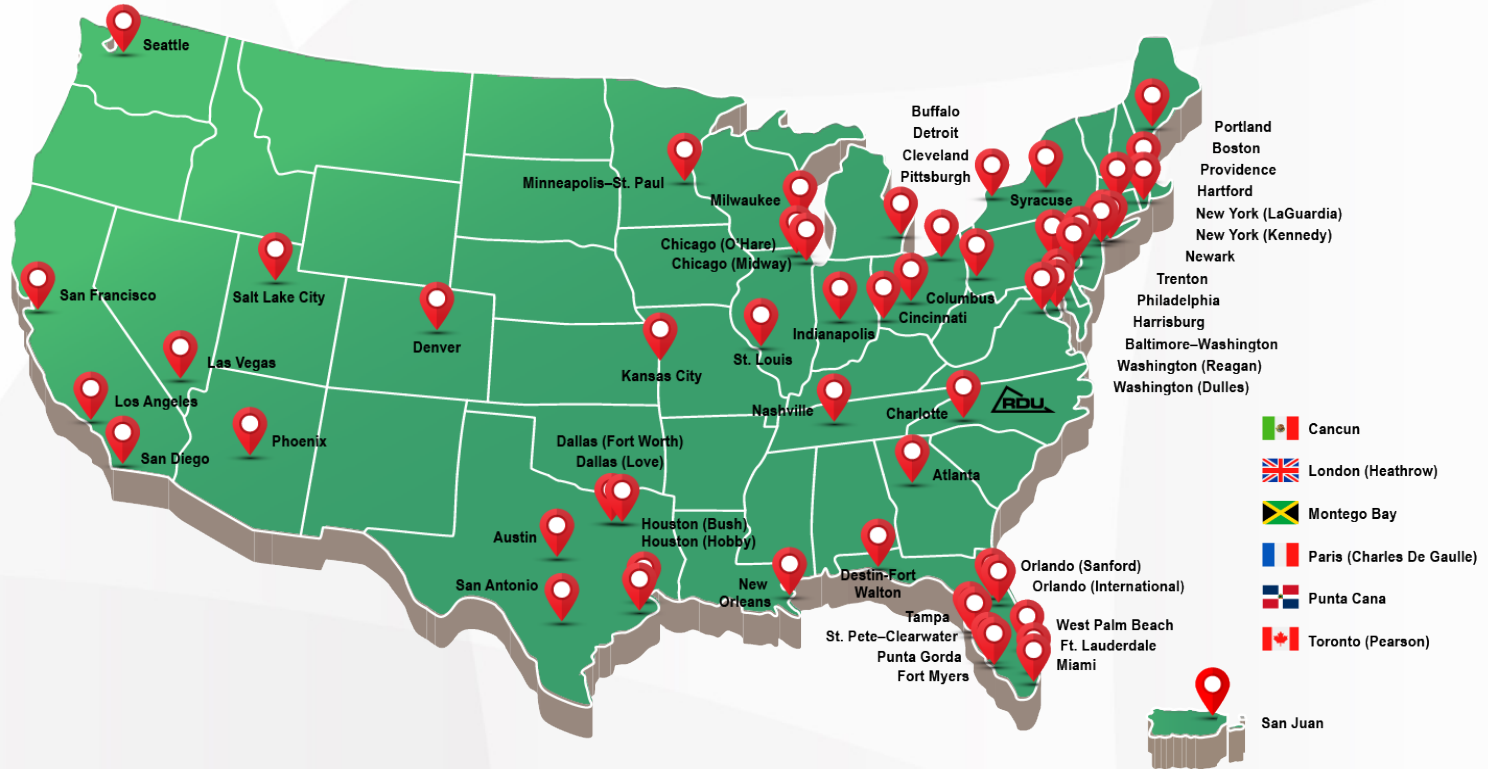 Seattle
Buffalo
Detroit
Cleveland
Pittsburgh
Portland
Boston
Providence
Hartford
New York (LaGuardia)
New York (Kennedy)
Newark
Trenton
Philadelphia
Harrisburg
Baltimore–Washington
Washington (Reagan)
Washington (Dulles)
Minneapolis–St. Paul
Milwaukee
Syracuse
Chicago (O'Hare)
Chicago (Midway)
San Francisco
Salt Lake City
Denver
Las Vegas
Los Angeles
San Diego
Phoenix
Kansas City
St. Louis
Indianapolis
Columbus
Cincinnati
Nashville
Charlotte
RDU
Atlanta
Dallas (Fort Worth)
Dallas (Love)
Austin
Houston (Bush)
Houston (Hobby)
San Antonio
New
Orleans
Destin-Fort
Walton
Orlando (Sanford)
Orlando (International)
Tampa
St. Pete–Clearwater
Punta Gorda
Fort Myers
West Palm Beach
Ft. Lauderdale
Miami
Cancun
London (Heathrow)
Montego Bay
Paris (Charles De Gaulle)
Punta Cana
Toronto (Pearson)
San Juan